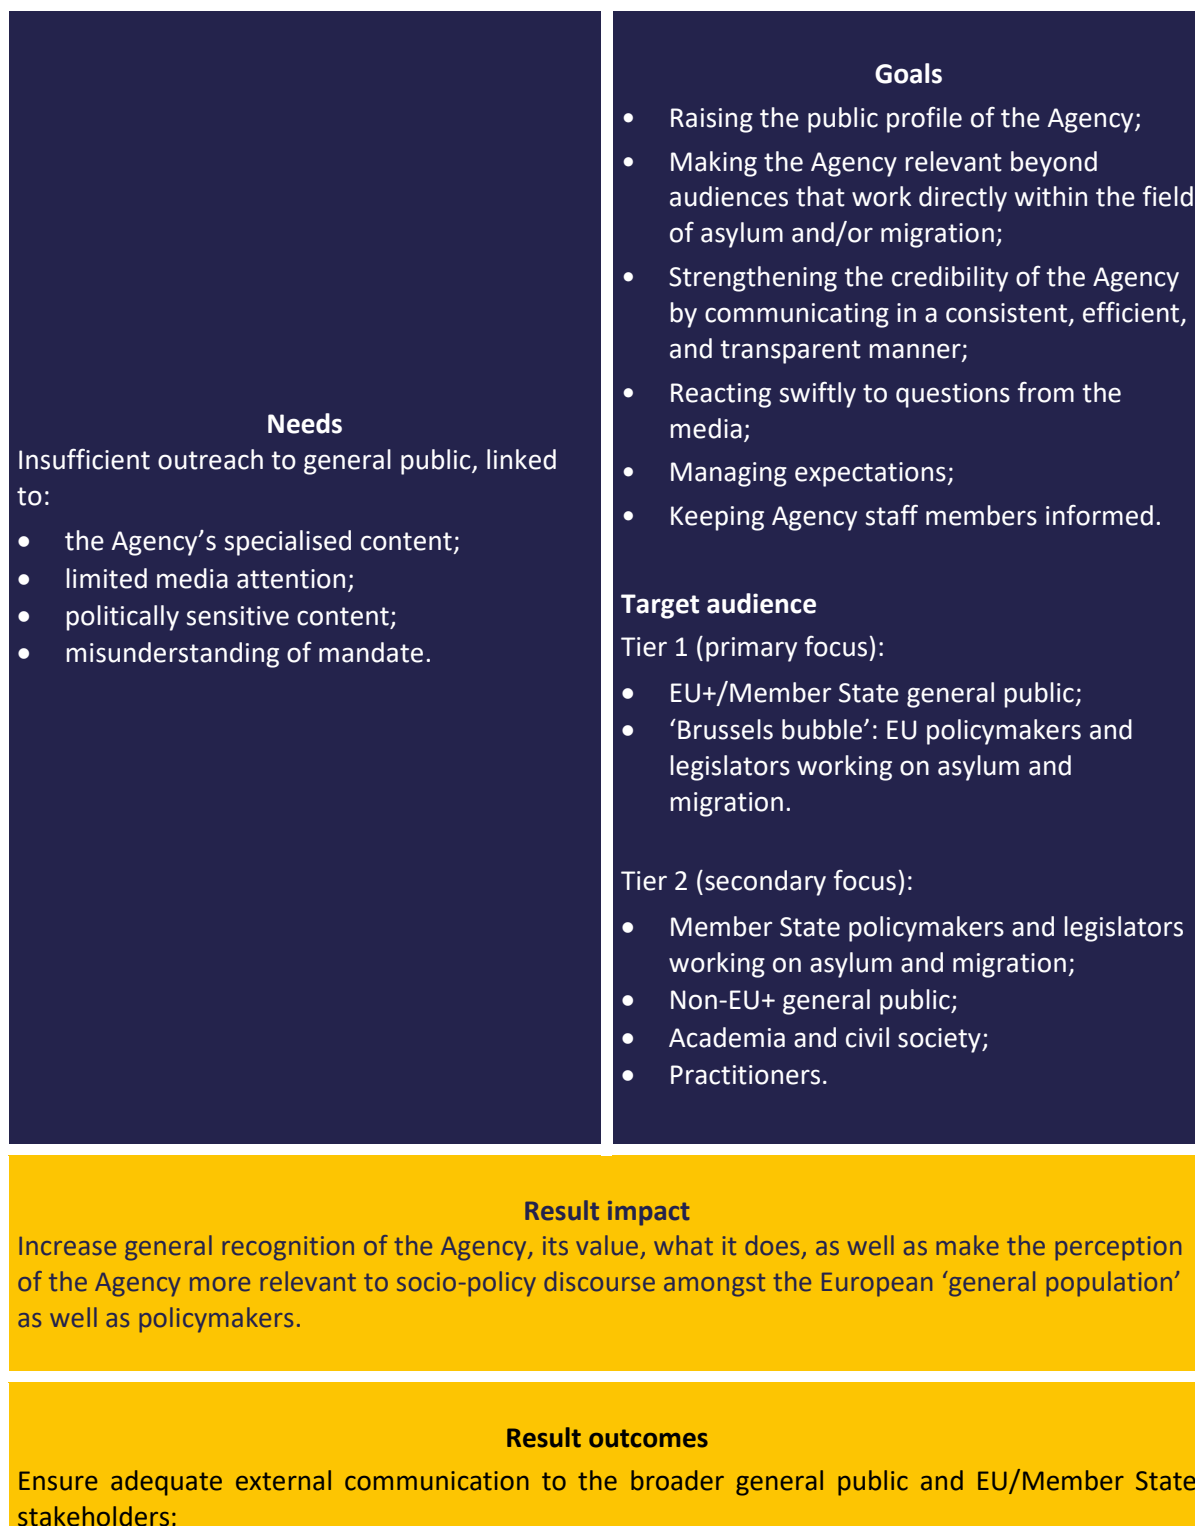 Needs
Insufficient outreach to general public, linked
to:
• the Agency’s specialised content;
• limited media attention;
• politically sensitive content;
• misunderstanding of mandate.
Goals
• Raising the public profile of the Agency;
• Making the Agency relevant beyond
audiences that work directly within the field
of asylum and/or migration;
• Strengthening the credibility of the Agency
by communicating in a consistent, efficient,
and transparent manner;
• Reacting swiftly to questions from the
media;
• Managing expectations;
• Keeping Agency staff members informed.
Target audience
Tier 1 (primary focus):
• EU+/Member State general public;
• ‘Brussels bubble’: EU policymakers and
legislators working on asylum and
migration.
Tier 2 (secondary focus):
• Member State policymakers and legislators
working on asylum and migration;
• Non-EU+ general public;
• Academia and civil society;
• Practitioners.
Result impact
Increase general recognition of the Agency, its value, what it does, as well as make the perception
of the Agency more relevant to socio-policy discourse amongst the European ‘general population’
as well as policymakers.
Result outcomes
Ensure adequate external communication to the broader general public and EU/Member State
stakeholders: